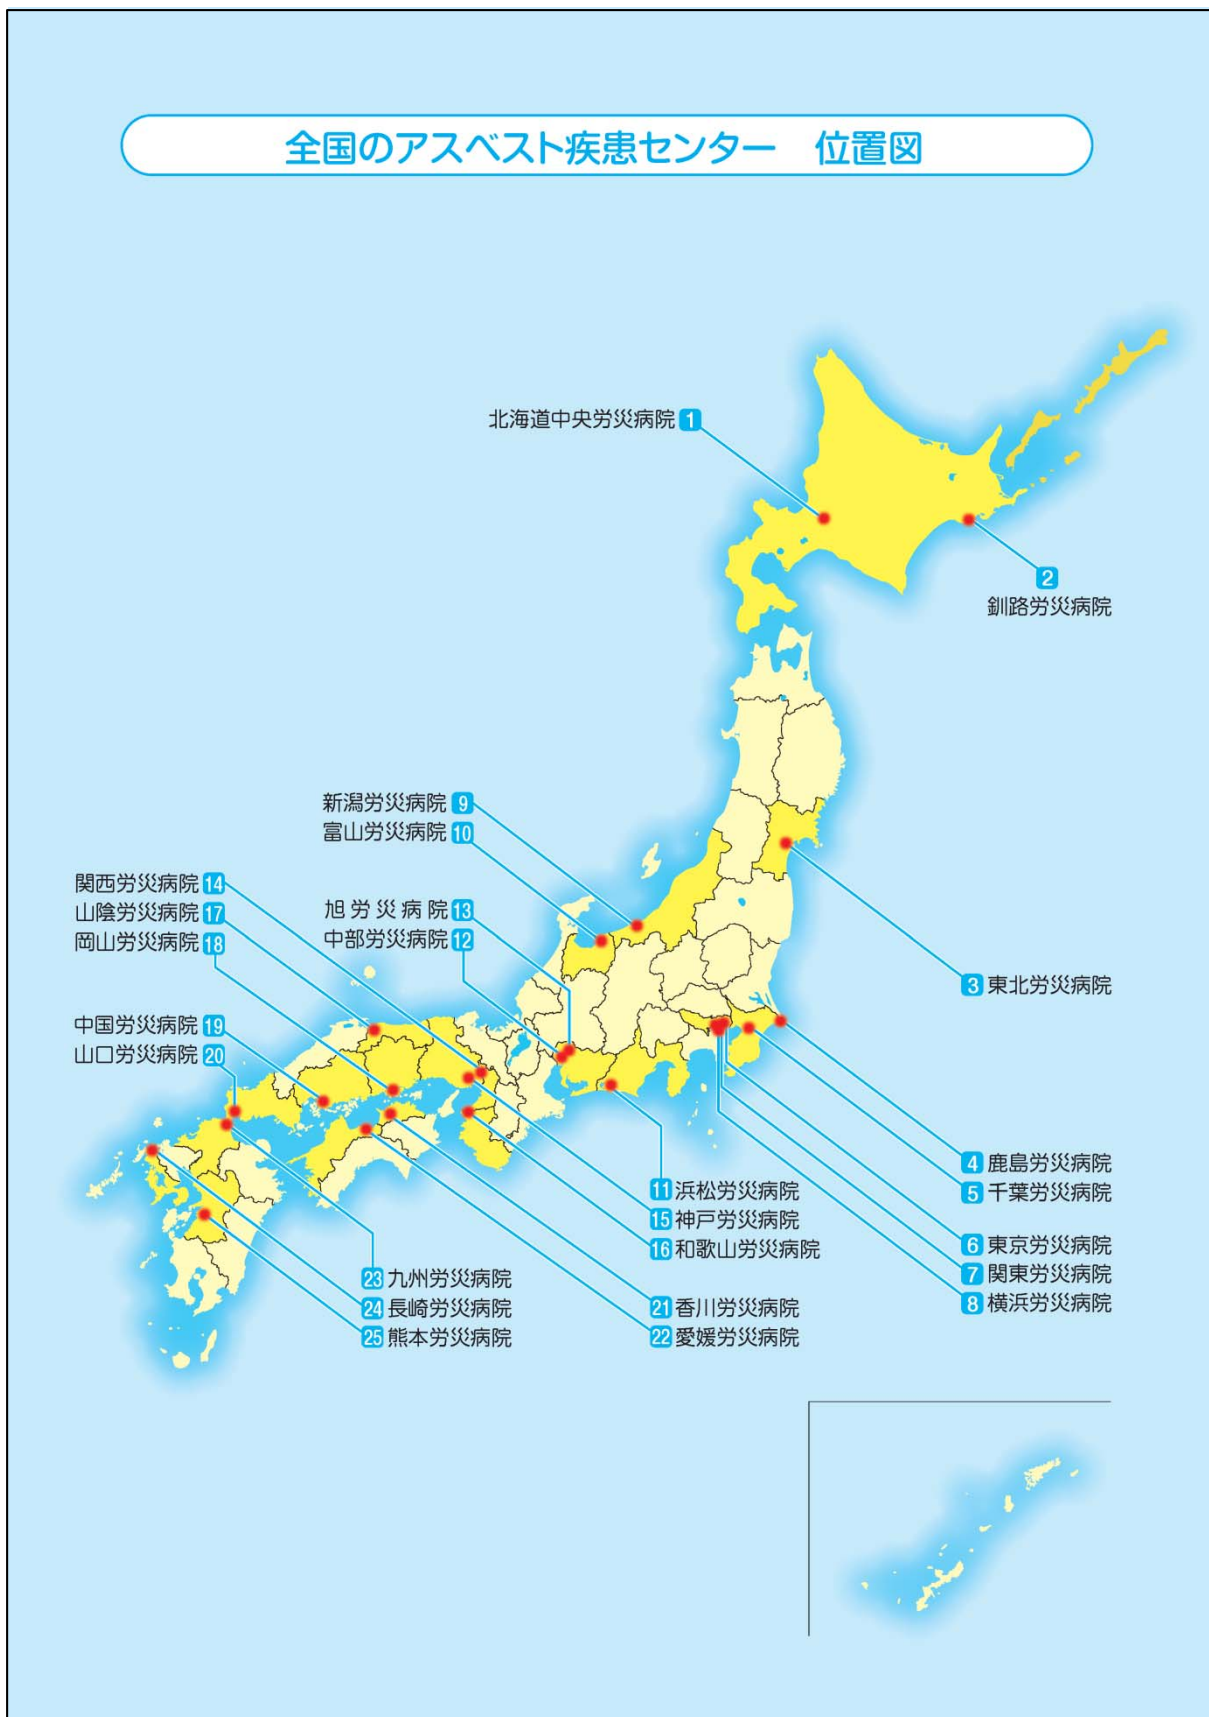 全国のアスベスト疾患センター　位置図
北海道中央労災病院 1
2
釧路労災病院
新潟労災病院 9
富山労災病院 10
関西労災病院 14
山陰労災病院 17
岡山労災病院 18
旭労災病院 13
中部労災病院 12
3 東北労災病院
中国労災病院 19
山口労災病院 20
4 鹿島労災病院
5 千葉労災病院
11 浜松労災病院
15 神戸労災病院
16 和歌山労災病院
6 東京労災病院
7 関東労災病院
8 横浜労災病院
23 九州労災病院
24 長崎労災病院
25 熊本労災病院
21 香川労災病院
22 愛媛労災病院